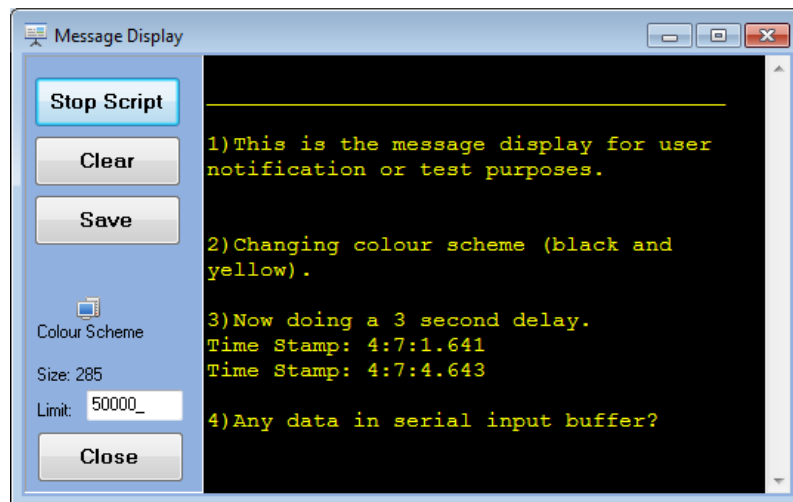 Message Display
Stop Script
Clear
Save
Colour Scheme
Size: 285
Limit: 50000_
Close
1)This is the message display for user
notification or test purposes.
2)Changing colour scheme (black and
yellow).
3)Now doing a 3 second delay.
Time Stamp: 4:7:1.641
Time Stamp: 4:7:4.643
4)Any data in serial input buffer?